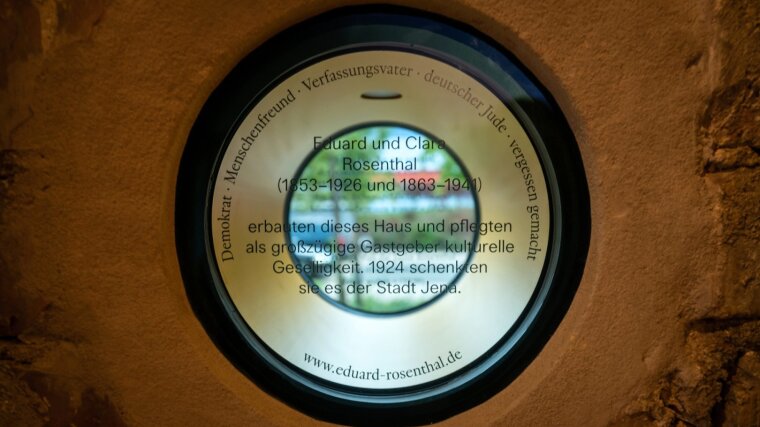 Demokrat · Menschenfreund · Verfassungsvater · deutscher Jude · vergessen gemacht
Eduard und Clara
Rosenthal
(1853–1926 und 1863–1941)
erbauten dieses Haus und pflegten
als großzügige Gastgeber kulturelle
Geselligkeit. 1924 schenkten
sie es der Stadt Jena.
www.eduard-rosenthal.de